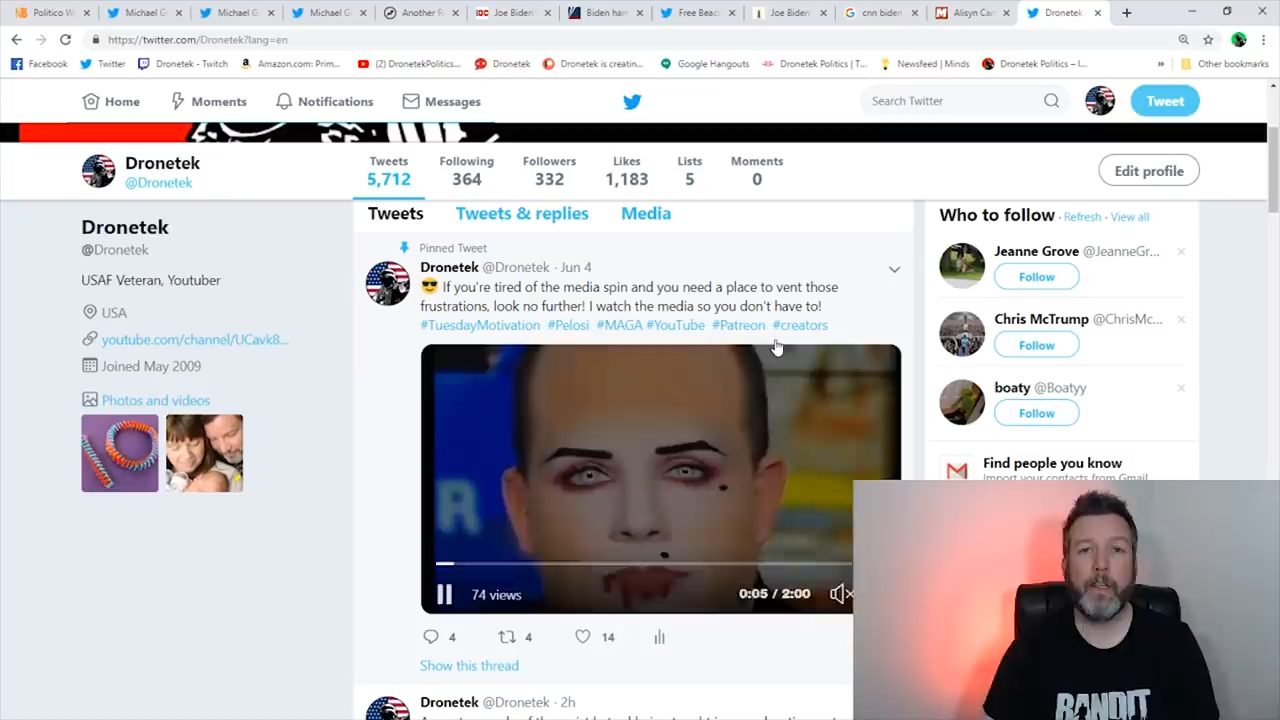 Politico W
Michael G
Michael G
Michael G
Another R
Joe Biden'
Biden han
Free Beac
Joe Biden
cnn biden
Alisyn Can
Dronetek
https://twitter.com/Dronetek?lang=en
Facebook
Twitter
Dronetek - Twitch
Amazon.com: Prim...
(2) DronetekPolitics...
Dronetek
Dronetek is creatin...
Google Hangouts
Dronetek Politics | T...
Newsfeed | Minds
Dronetek Politics – I...
»
Other bookmarks
Home
Moments
Notifications
Messages
Search Twitter
Tweet
Dronetek
@Dronetek
Tweets
5,712
Following
364
Followers
332
Likes
1,183
Lists
5
Moments
0
Edit profile
Dronetek
@Dronetek
USAF Veteran, Youtuber
USA
youtube.com/channel/UCavk8...
Joined May 2009
Photos and videos
Tweets
Tweets & replies
Media
Pinned Tweet
Dronetek @Dronetek · Jun 4
😎 If you're tired of the media spin and you need a place to vent those
frustrations, look no further! I watch the media so you don't have to!
#TuesdayMotivation #Pelosi #MAGA #YouTube #Patreon #creators
R
74 views
0:05 / 2:00
4
4
14
Show this thread
Dronetek @Dronetek · 2h
Who to follow · Refresh · View all
Jeanne Grove @JeanneGr...
Follow
Chris McTrump @ChrisMc...
Follow
boaty @Boatyy
Follow
Find people you know
Import your contacts from Gmail
BANDIT